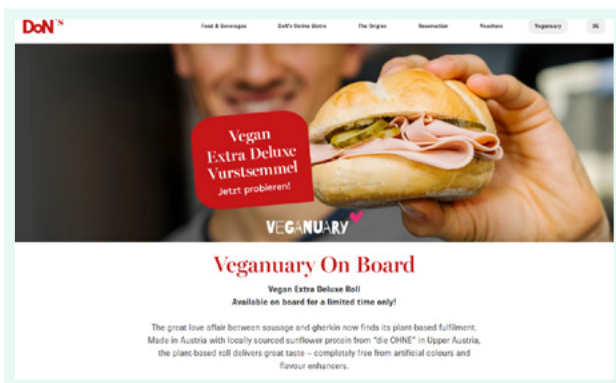 DoN'S
Food & Beverages DoN's Online Bistro The Origins Reservation Vouchers Veganuary DE
Vegan
Extra Deluxe
Vurstsemmel
Jetzt probieren!
VEGANUARY
Veganuary On Board
Vegan Extra Deluxe Roll
Available on board for a limited time only!
The great love affair between sausage and gherkin now finds its plant-based fulfilment.
Made in Austria with locally sourced sunflower protein from "die OHNE" in Upper Austria,
the plant-based roll delivers great taste – completely free from artificial colours and
flavour enhancers.